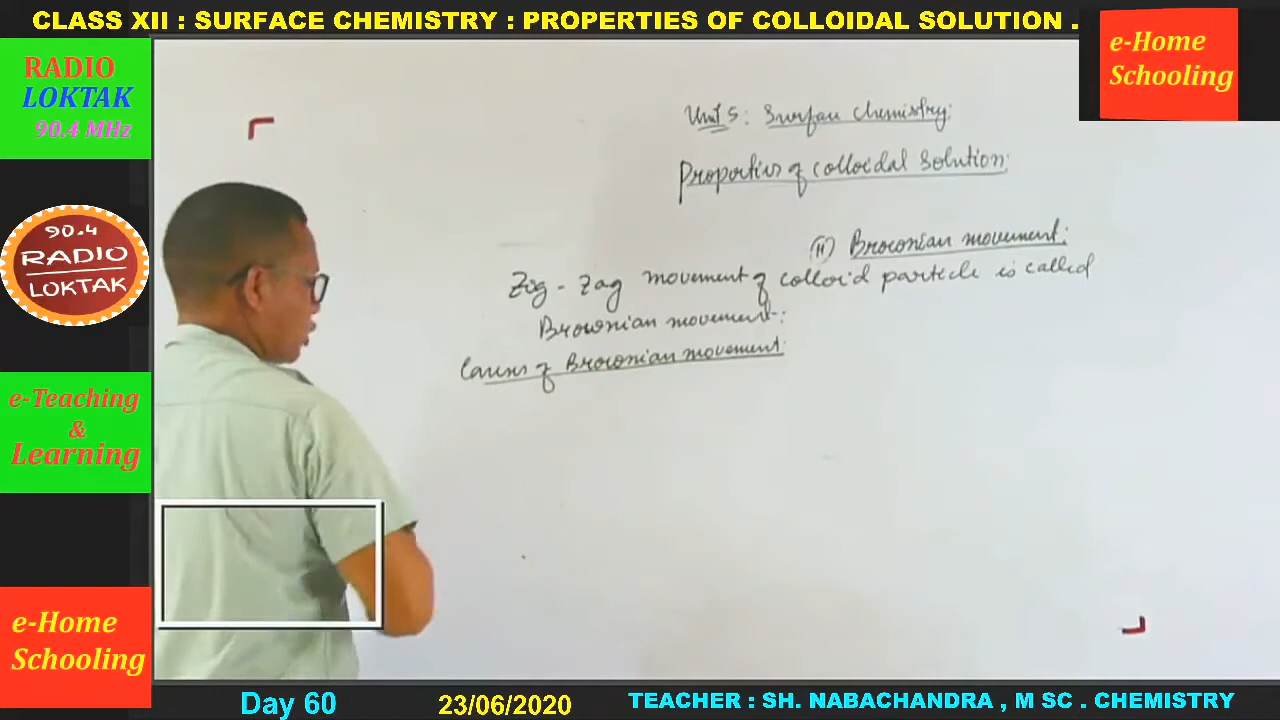 CLASS XII : SURFACE CHEMISTRY : PROPERTIES OF COLLOIDAL SOLUTION .
e-Home
Schooling
RADIO
LOKTAK
90.4 MHz
Unit 5: Surface Chemistry:
Properties of colloidal Solution:
(ii) Brownian movement:
Zig - Zag movement of colloid particle is called
Brownian movement:
Causes of Brownian movement:
90.4
RADIO
LOKTAK
e-Teaching
&
Learning
e-Home
Schooling
Day 60
23/06/2020
TEACHER : SH. NABACHANDRA , M SC . CHEMISTRY